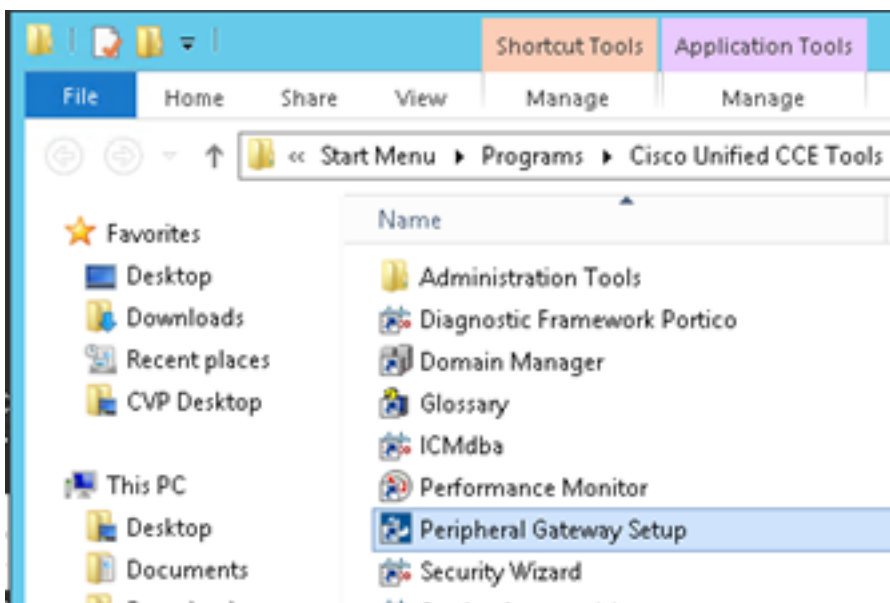 Shortcut Tools
Application Tools
File
Home
Share
View
Manage
Manage
« Start Menu ▸ Programs ▸ Cisco Unified CCE Tools
Name
Favorites
Desktop
Downloads
Recent places
CVP Desktop
This PC
Desktop
Documents
Administration Tools
Diagnostic Framework Portico
Domain Manager
Glossary
ICMdba
Performance Monitor
Peripheral Gateway Setup
Security Wizard